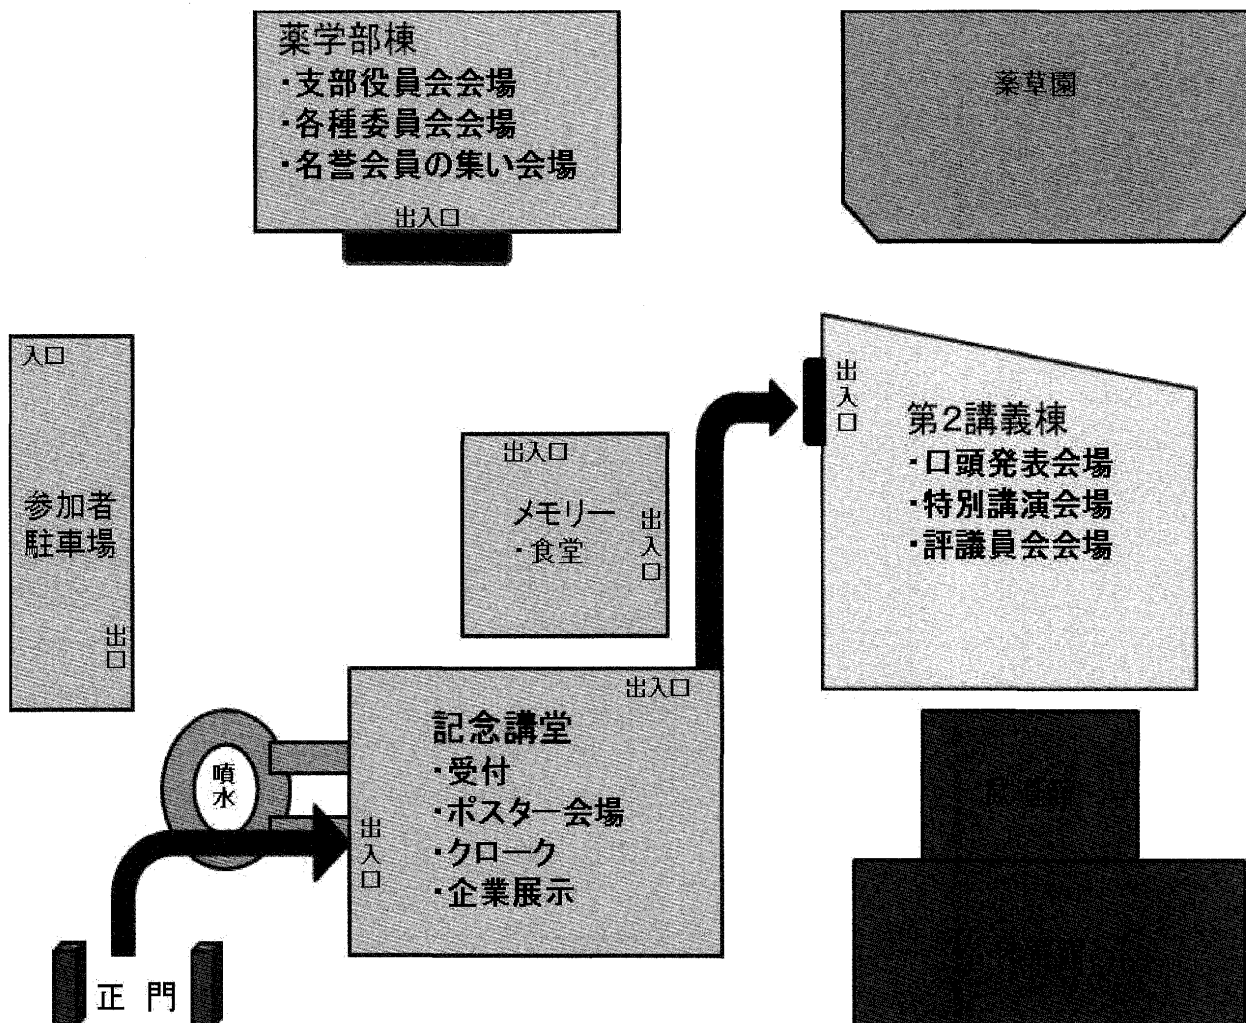 薬学部棟
・支部役員会会場
・各種委員会会場
・名誉会員の集い会場
出入口
薬草園
入口
参加者
駐車場
出口
出入口
メモリー
・食堂
出入口
出入口
第2講義棟
・口頭発表会場
・特別講演会場
・評議員会会場
出入口
記念講堂
・受付
・ポスター会場
・クローク
・企業展示
出入口
噴水
正門